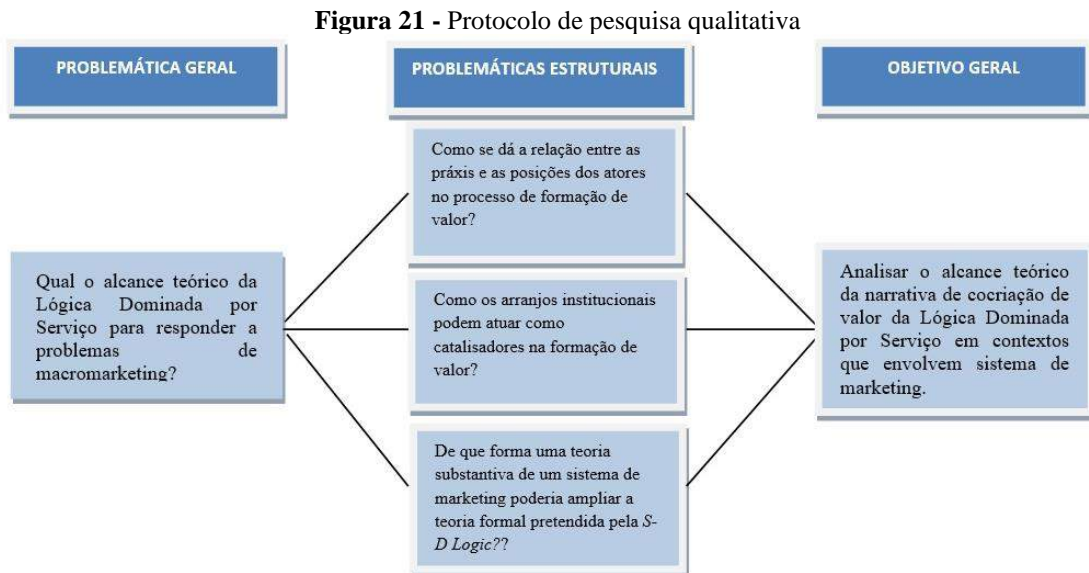 Figura 21 - Protocolo de pesquisa qualitativa
PROBLEMÁTICA GERAL
PROBLEMÁTICAS ESTRUTURAIS
OBJETIVO GERAL
Como se dá a relação entre as
práxis e as posições dos atores
no processo de formação de
valor?
Qual o alcance teórico da
Lógica Dominada por
Serviço para responder a
problemas de
macromarketing?
Como os arranjos institucionais
podem atuar como
catalisadores na formação de
valor?
Analisar o alcance teórico
da narrativa de cocriação de
valor da Lógica Dominada
por Serviço em contextos
que envolvem sistema de
marketing.
De que forma uma teoria
substantiva de um sistema de
marketing poderia ampliar a
teoria formal pretendida pela S-
D Logic??